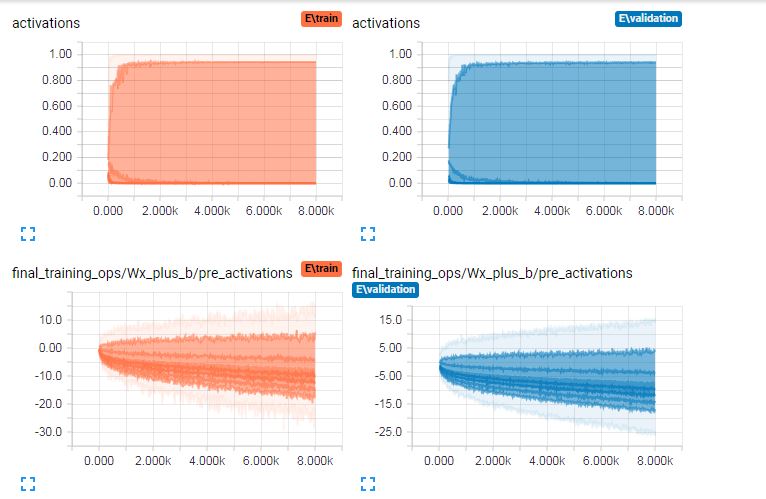 activations
E\train
1.00
0.800
0.600
0.400
0.200
0.00
0.000 2.000k 4.000k 6.000k 8.000k
activations
E\validation
1.00
0.800
0.600
0.400
0.200
0.00
0.000 2.000k 4.000k 6.000k 8.000k
final_training_ops/Wx_plus_b/pre_activations
E\train
10.0
0.00
-10.0
-20.0
-30.0
0.000 2.000k 4.000k 6.000k 8.000k
final_training_ops/Wx_plus_b/pre_activations
E\validation
15.0
5.00
-5.00
-15.0
-25.0
0.000 2.000k 4.000k 6.000k 8.000k